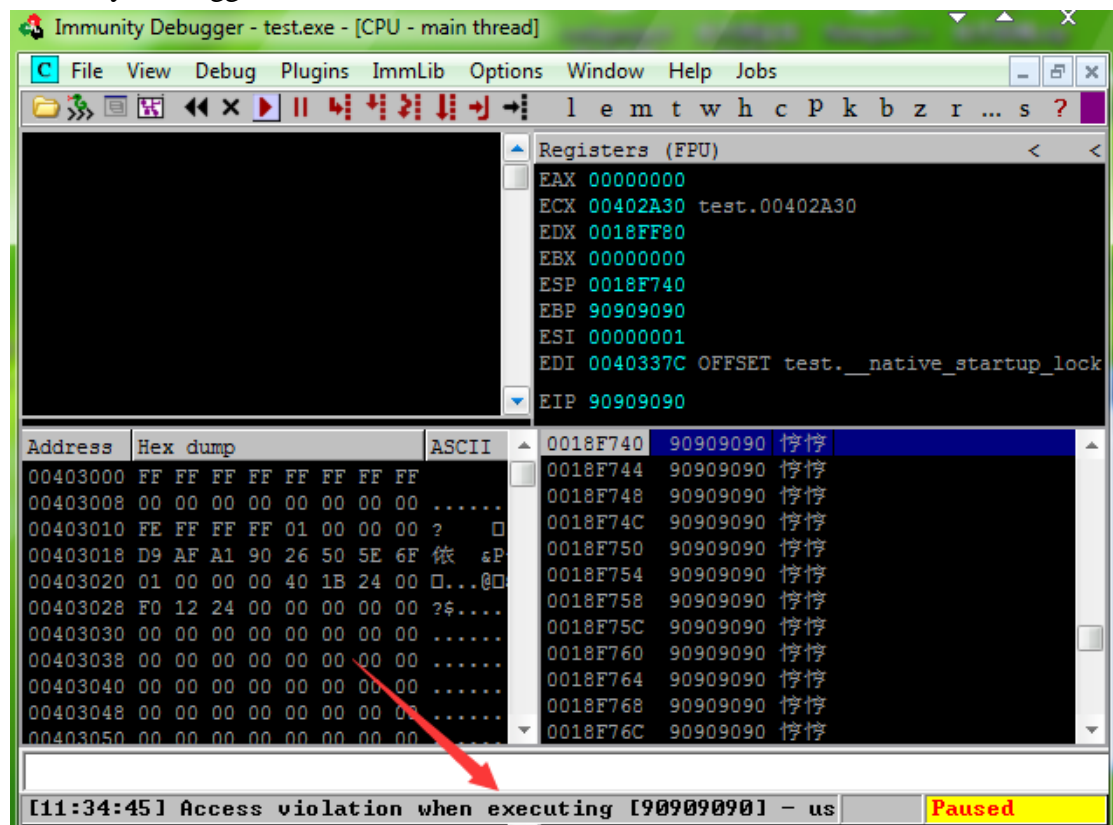 Immunity Debugger - test.exe - [CPU - main thread]
C File View Debug Plugins ImmLib Options Window Help Jobs
l e m t w h c P k b z r ... s ?
Registers (FPU) < <
EAX 00000000
ECX 00402A30 test.00402A30
EDX 0018FF80
EBX 00000000
ESP 0018F740
EBP 90909090
ESI 00000001
EDI 0040337C OFFSET test.__native_startup_lock
EIP 90909090
Address Hex dump ASCII
00403000 FF FF FF FF FF FF FF FF
00403008 00 00 00 00 00 00 00 00 ......
00403010 FE FF FF FF 01 00 00 00 ?
00403018 D9 AF A1 90 26 50 5E 6F 依 &P
00403020 01 00 00 00 40 1B 24 00 ...@
00403028 F0 12 24 00 00 00 00 00 ?$....
00403030 00 00 00 00 00 00 00 00 ......
00403038 00 00 00 00 00 00 00 00 ......
00403040 00 00 00 00 00 00 00 00 ......
00403048 00 00 00 00 00 00 00 00 ......
00403050 00 00 00 00 00 00 00 00
0018F740 90909090 悙悙
0018F744 90909090 悙悙
0018F748 90909090 悙悙
0018F74C 90909090 悙悙
0018F750 90909090 悙悙
0018F754 90909090 悙悙
0018F758 90909090 悙悙
0018F75C 90909090 悙悙
0018F760 90909090 悙悙
0018F764 90909090 悙悙
0018F768 90909090 悙悙
0018F76C 90909090 悙悙
[11:34:45] Access violation when executing [90909090] - us
Paused